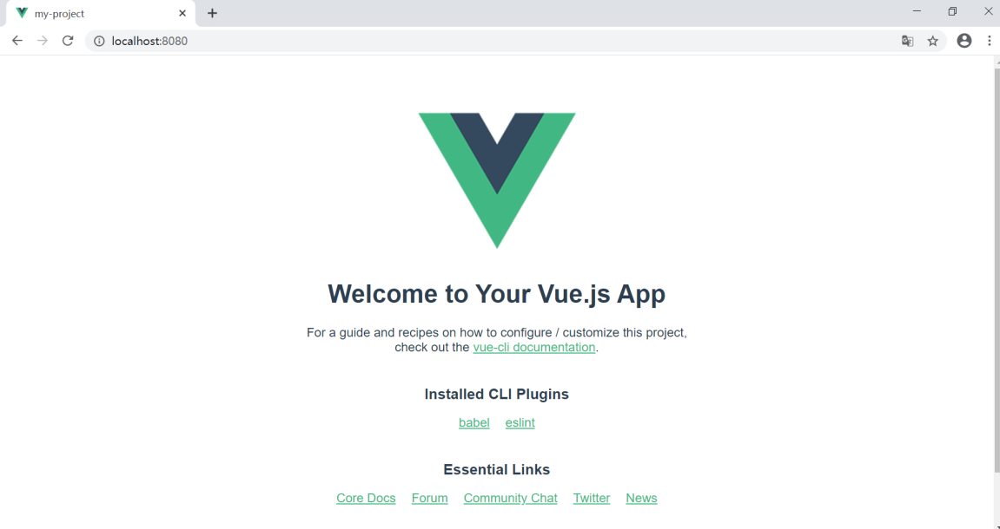 my-project
localhost:8080
Welcome to Your Vue.js App
For a guide and recipes on how to configure / customize this project,
check out the vue-cli documentation.
Installed CLI Plugins
babel eslint
Essential Links
Core Docs Forum Community Chat Twitter News